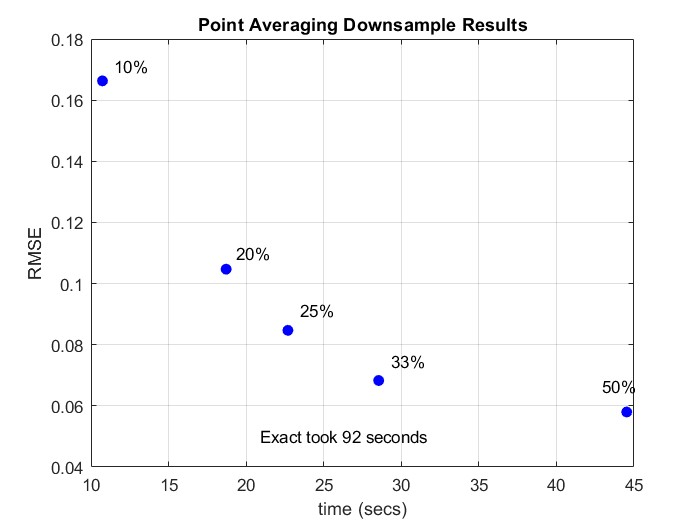 Point Averaging Downsample Results
0.18
10%
0.16
0.14
0.12
20%
0.1
25%
0.08
33%
50%
0.06
Exact took 92 seconds
0.04
RMSE
10 15 20 25 30 35 40 45
time (secs)